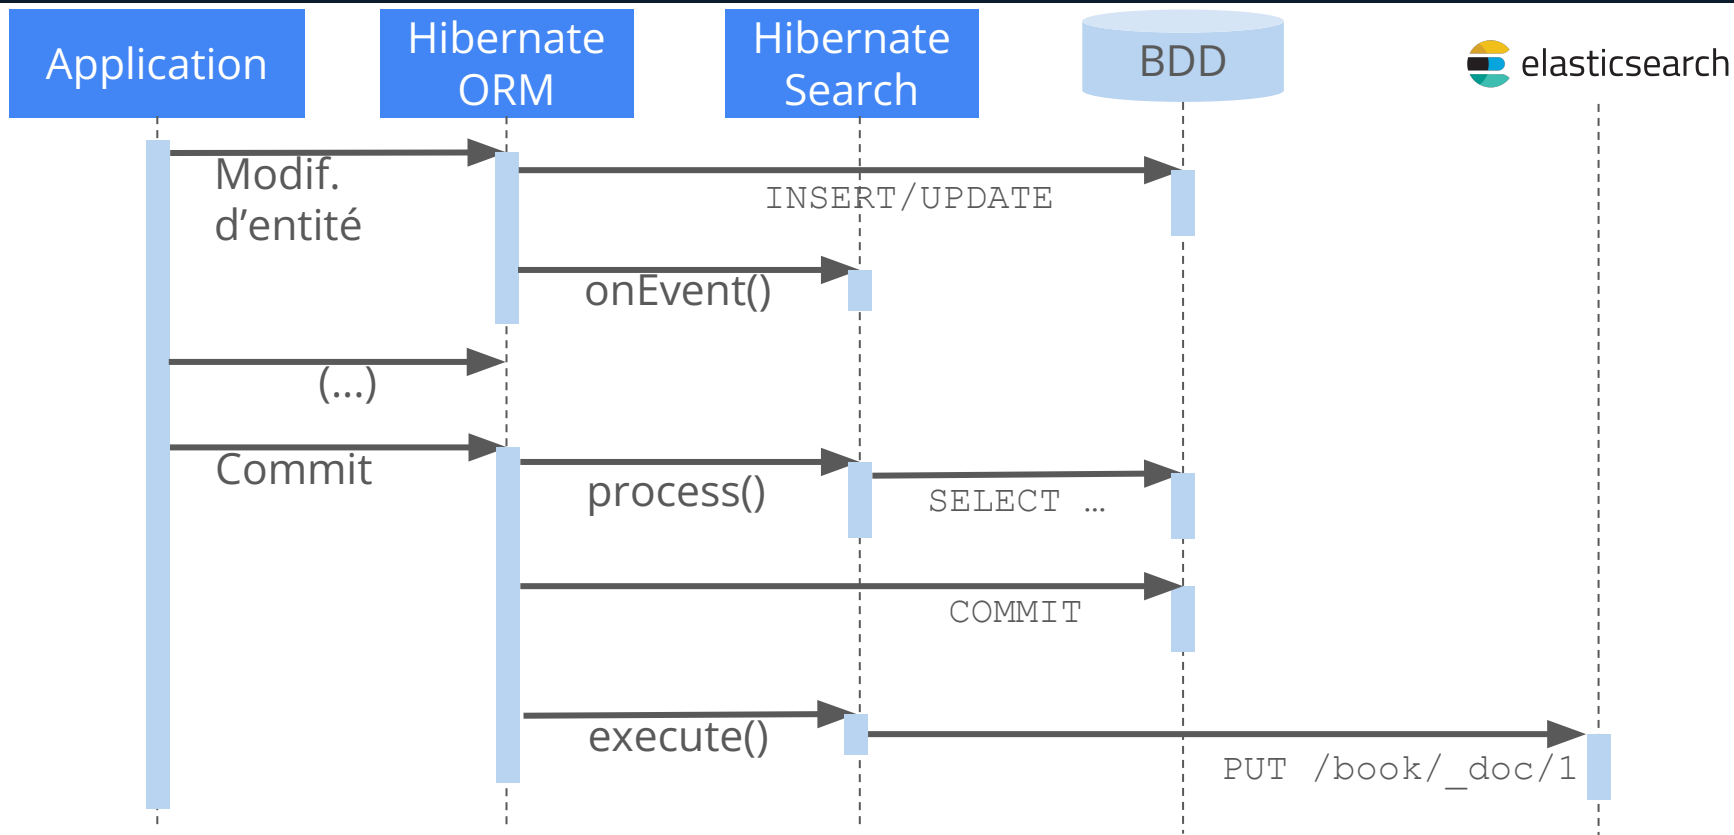 Application
Hibernate
ORM
Hibernate
Search
BDD
elasticsearch
Modif.
d’entité
INSERT/UPDATE
onEvent()
(...)
Commit
process()
SELECT …
COMMIT
execute()
PUT /book/_doc/1